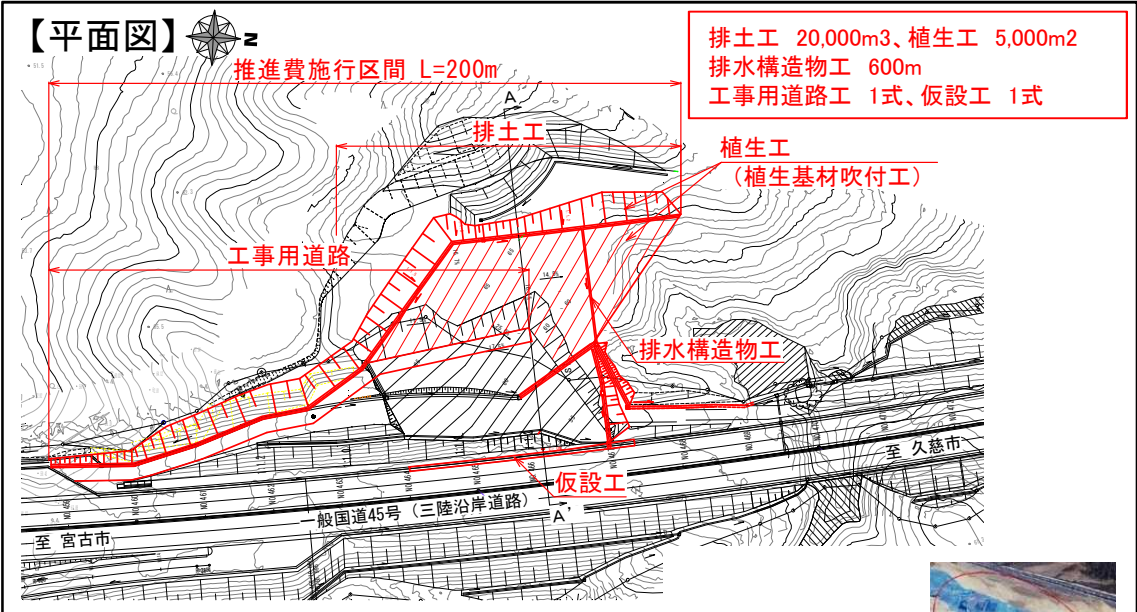 【平面図】
N
排土工 20,000m3、植生工 5,000m2
排水構造物工 600m
工事用道路工 1式、仮設工 1式
推進費施行区間 L=200m
A
排土工
植生工
(植生基材吹付工)
工事用道路
排水構造物工
仮設工
至 久慈市
一般国道45号 (三陸沿岸道路)
A'
至 宮古市